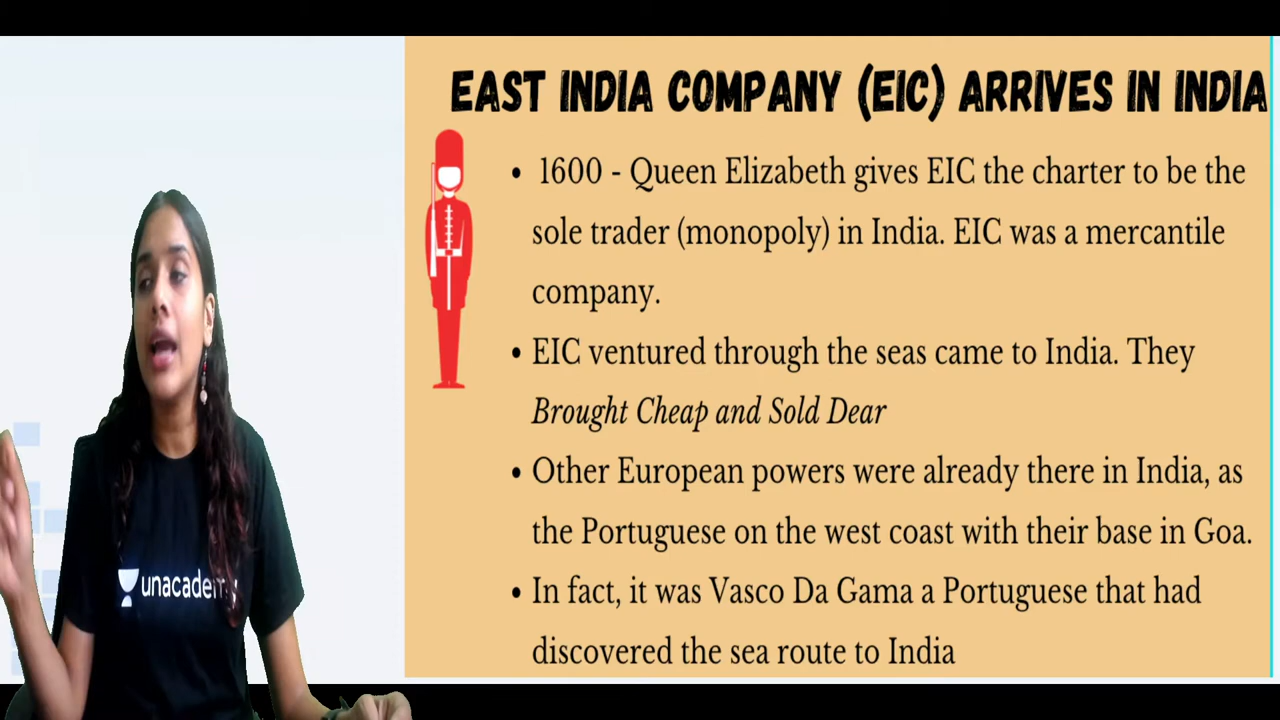 EAST INDIA COMPANY (EIC) ARRIVES IN INDIA
• 1600 - Queen Elizabeth gives EIC the charter to be the
sole trader (monopoly) in India. EIC was a mercantile
company.
• EIC ventured through the seas came to India. They
Brought Cheap and Sold Dear
• Other European powers were already there in India, as
the Portuguese on the west coast with their base in Goa.
• In fact, it was Vasco Da Gama a Portuguese that had
discovered the sea route to India
unacademy